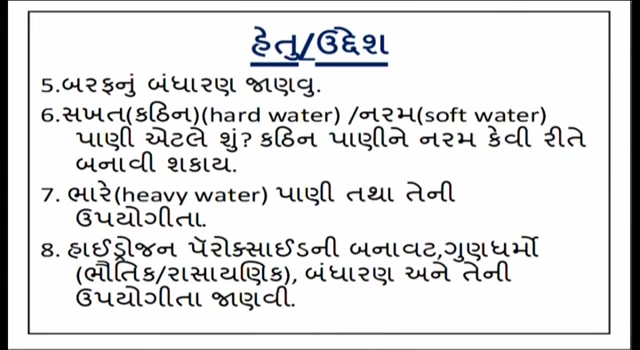 હેતુ/ઉદ્દેશ
5.બરફનું બંધારણ જાણવુ.
6.સખત(કઠિન)(hard water) /નરમ(soft water)
પાણી એટલે શું? કઠિન પાણીને નરમ કેવી રીતે
બનાવી શકાય.
7. ભારે(heavy water) પાણી તથા તેની
ઉપયોગીતા.
8. હાઈડ્રોજન પૅરોક્સાઈડની બનાવટ,ગુણધર્મો
(ભૌતિક/રાસાયણિક), બંધારણ અને તેની
ઉપયોગીતા જાણવી.